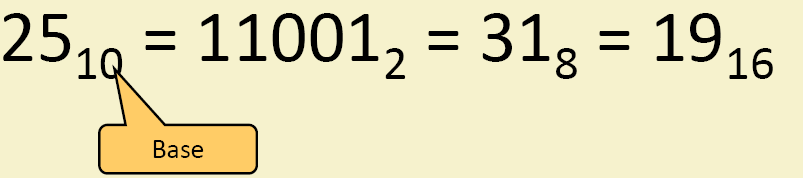 25₁₀ = 11001₂ = 31₈ = 19₁₆
Base